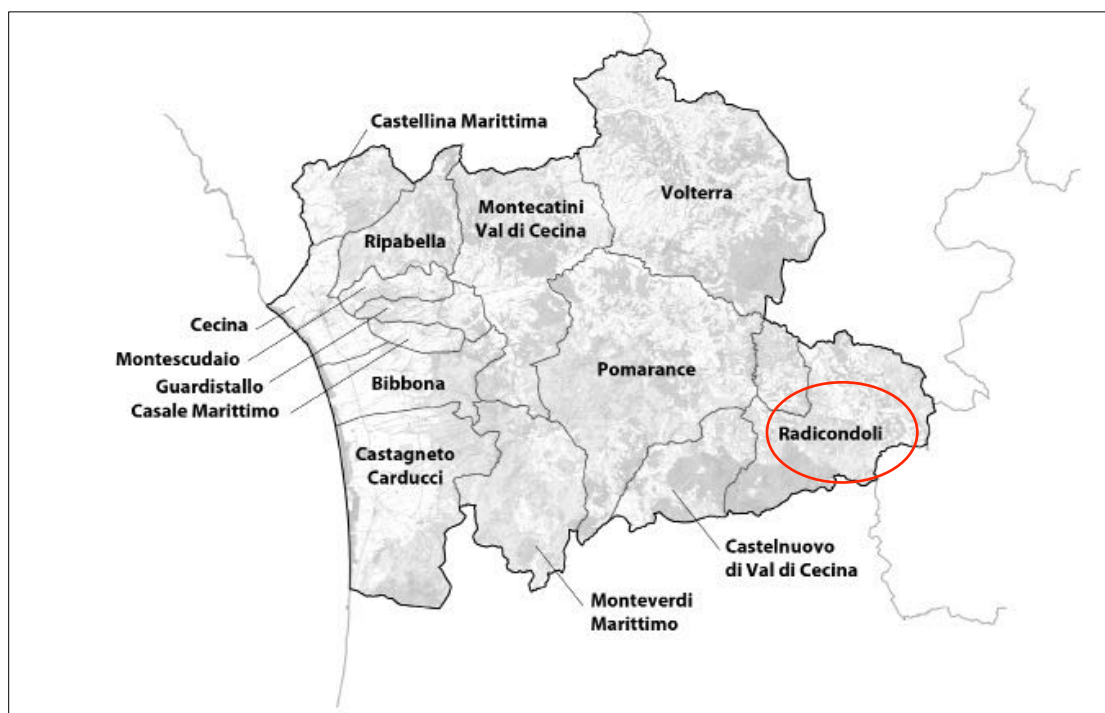 Castellina Marittima
Volterra
Montecatini
Val di Cecina
Ripabella
Cecina
Montescudaio
Guardistallo
Casale Marittimo
Bibbona
Pomarance
Radicondoli
Castagneto
Carducci
Castelnuovo
di Val di Cecina
Monteverdi
Marittimo